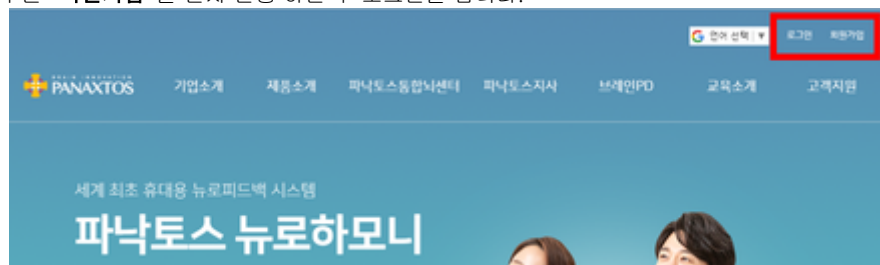 언어 선택 ▼
로그인 회원가입
BRAIN INNOVATION
PANAXTOS
기업소개 제품소개 파낙토스통합뇌센터 파낙토스지사 브레인PD 교육소개 고객지원
세계 최초 휴대용 뉴로피드백 시스템
파낙토스 뉴로하모니